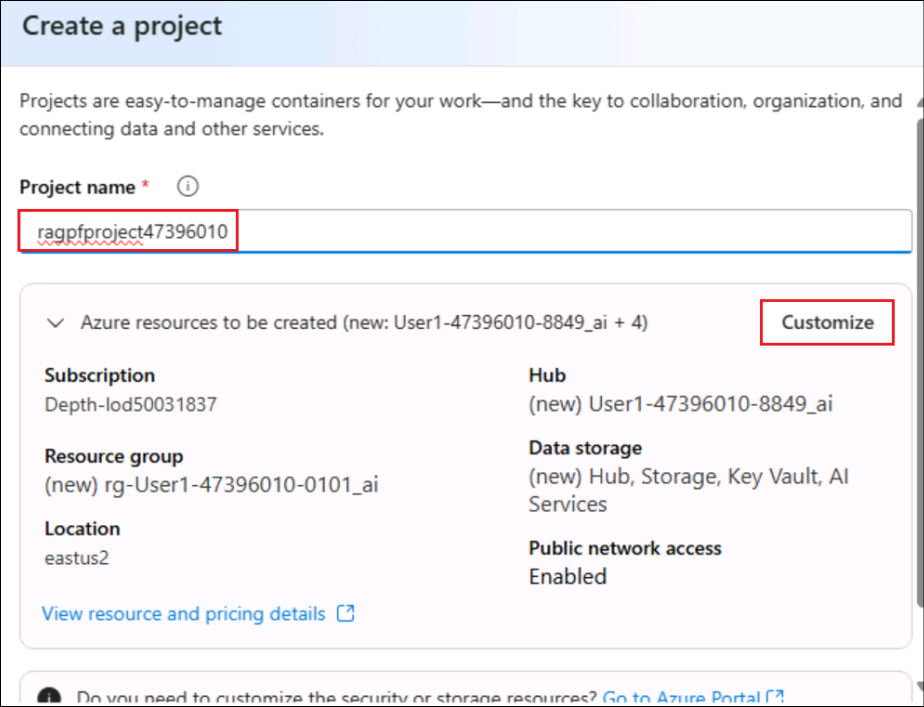 Create a project
Projects are easy-to-manage containers for your work—and the key to collaboration, organization, and
connecting data and other services.
Project name *
ragpfproject47396010
Azure resources to be created (new: User1-47396010-8849_ai + 4)
Customize
Subscription
Depth-lod50031837
Resource group
(new) rg-User1-47396010-0101_ai
Location
eastus2
View resource and pricing details
Hub
(new) User1-47396010-8849_ai
Data storage
(new) Hub, Storage, Key Vault, AI
Services
Public network access
Enabled
Do you need to customize the security or storage resources? Go to Azure Portal